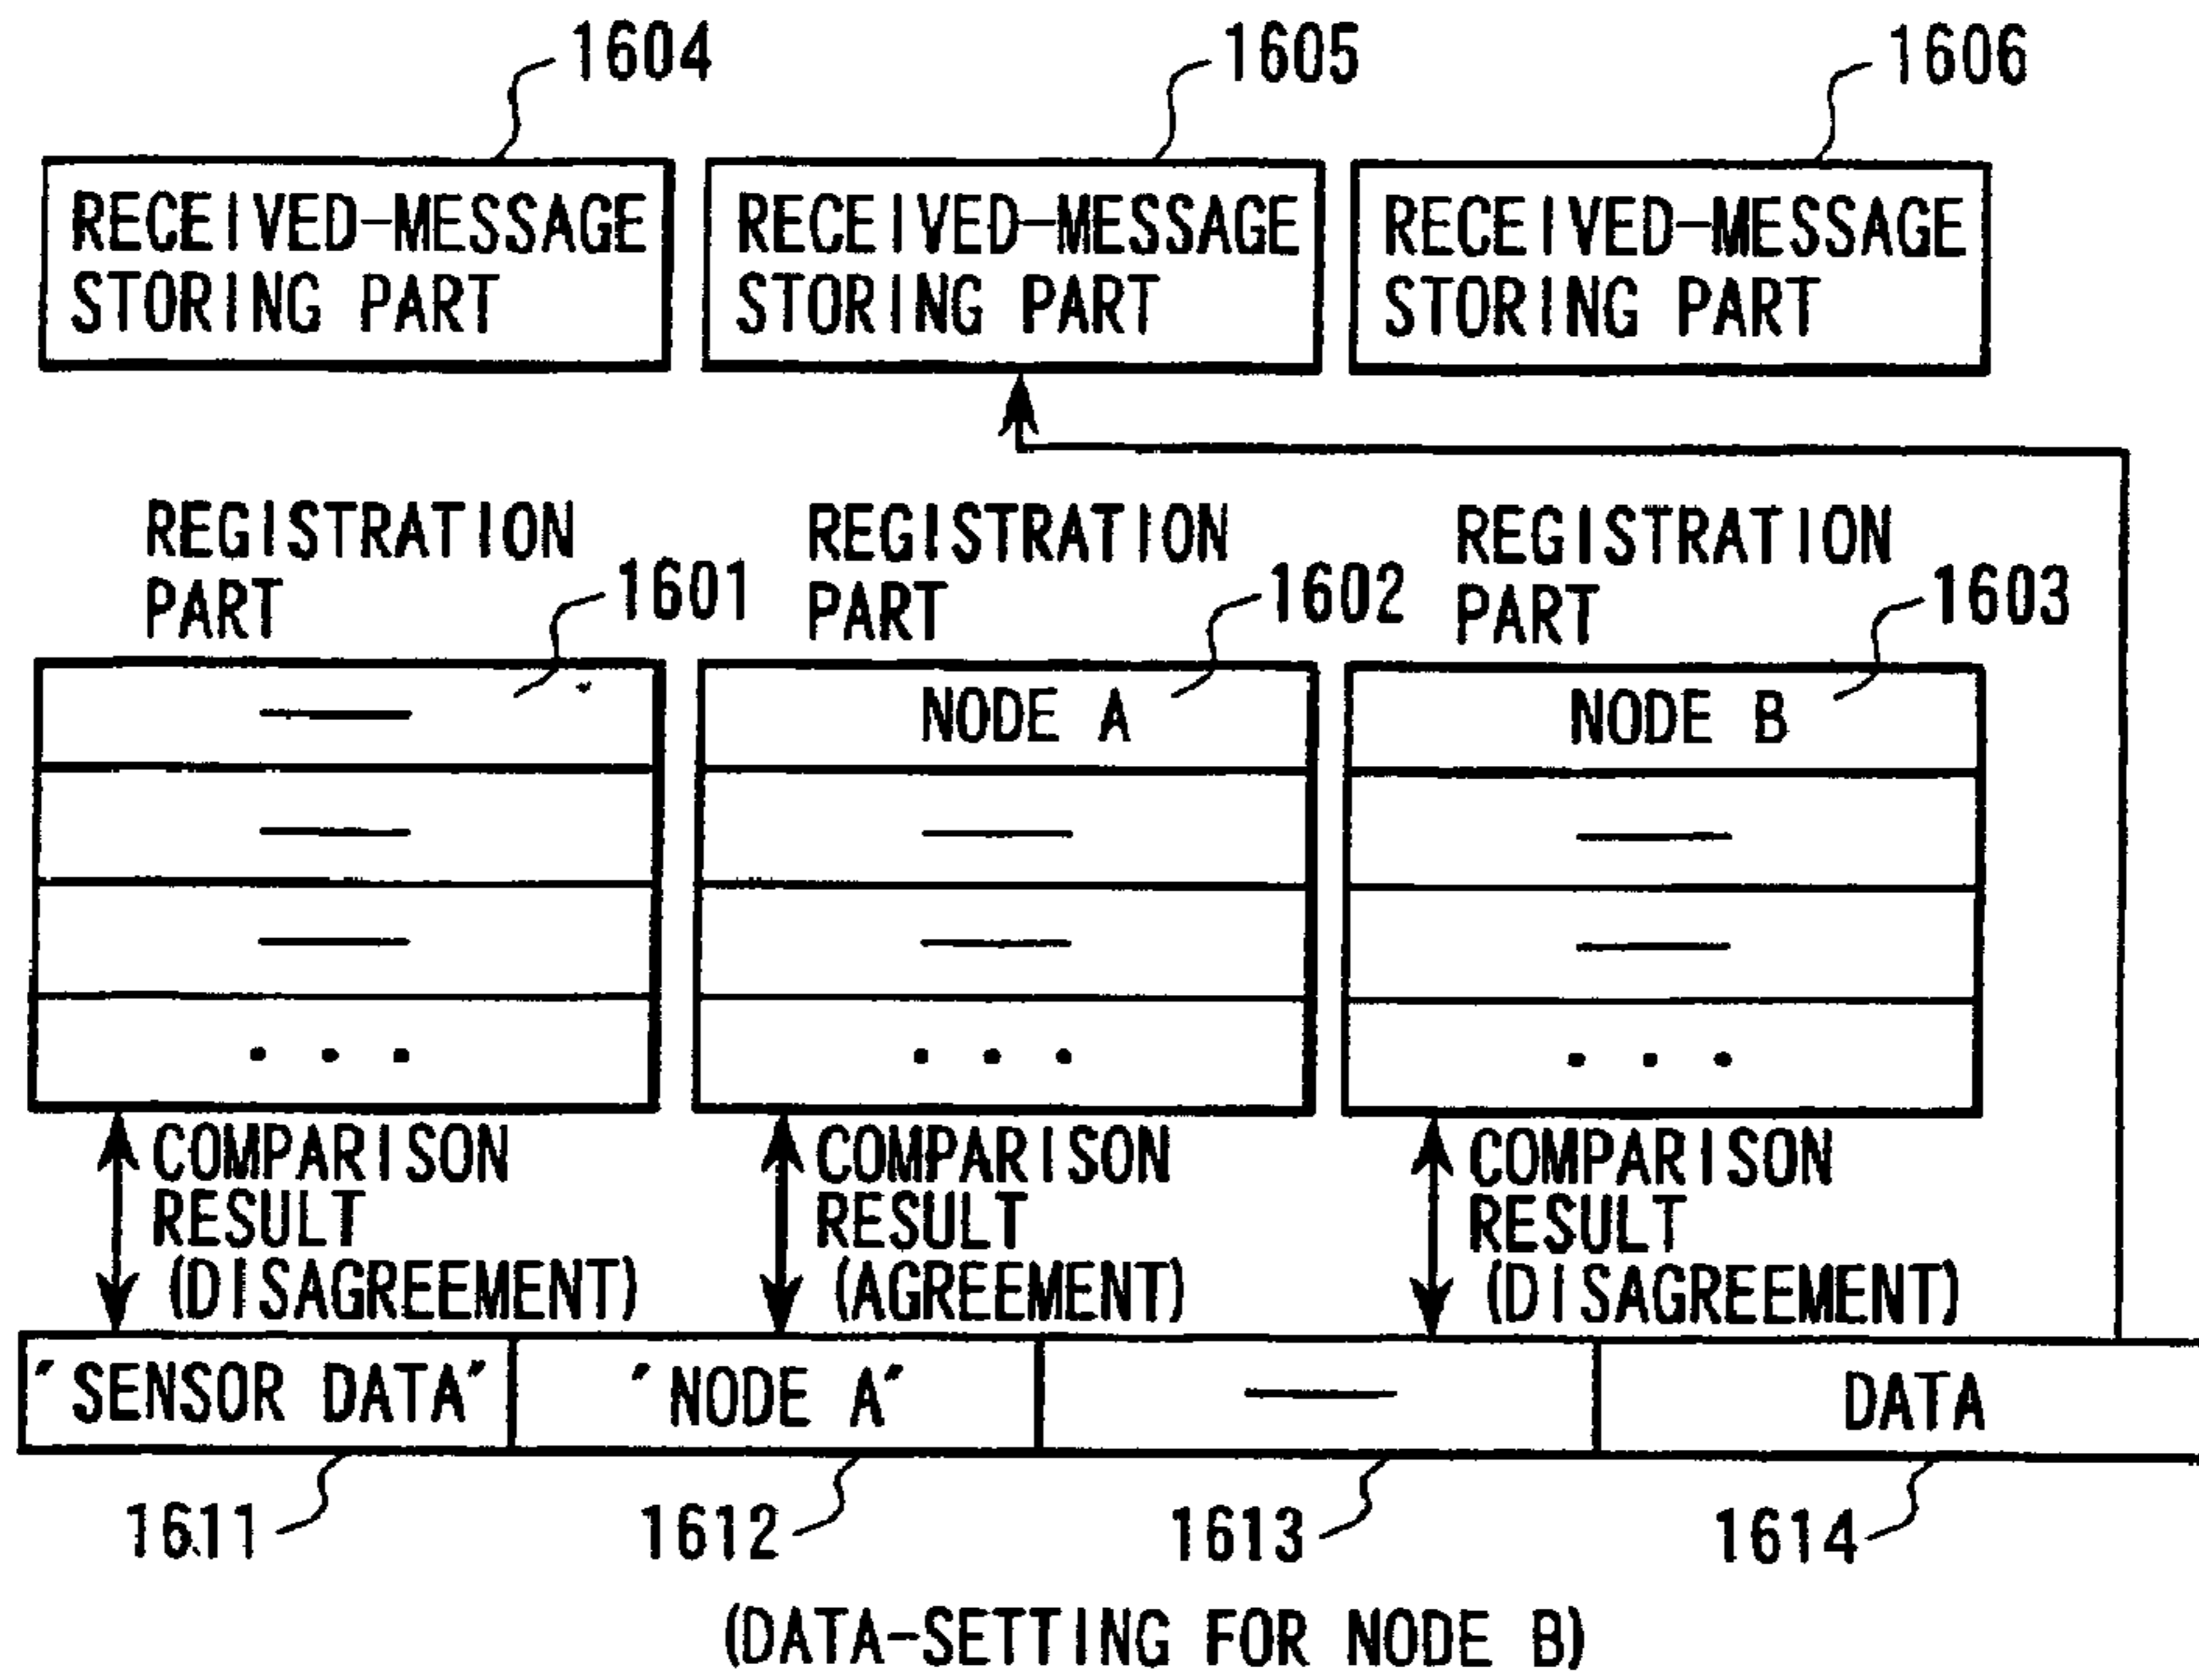 1604
1605
1606
RECEIVED-MESSAGE
STORING PART
RECEIVED-MESSAGE
STORING PART
RECEIVED-MESSAGE
STORING PART
REGISTRATION
PART
1601
REGISTRATION
PART
1602
REGISTRATION
PART
1603
NODE A
NODE B
. . .
. . .
. . .
COMPARISON
RESULT
(DISAGREEMENT)
COMPARISON
RESULT
(AGREEMENT)
COMPARISON
RESULT
(DISAGREEMENT)
"SENSOR DATA"
"NODE A"
DATA
1611
1612
1613
1614
(DATA-SETTING FOR NODE B)